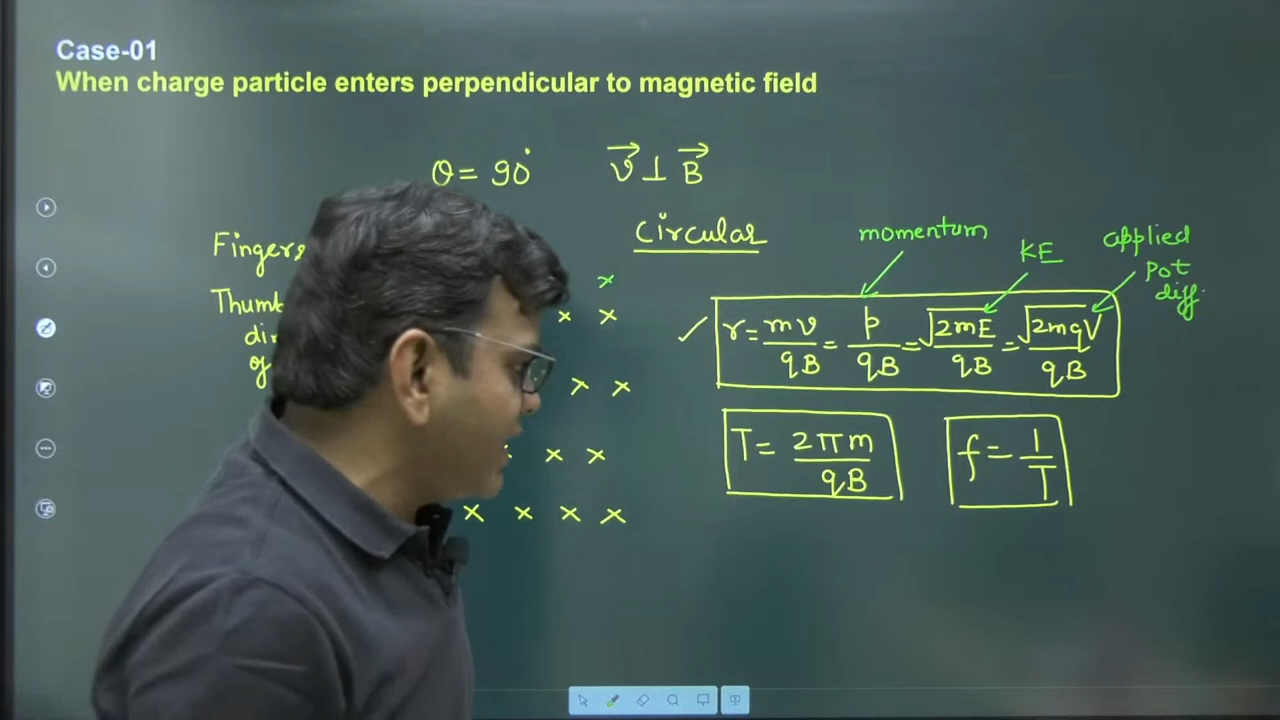 Case-01
When charge particle enters perpendicular to magnetic field
θ = 90° v⃗ ⊥ B⃗
Fingers
Circular
momentum
KE
applied
pot
diff.
Thumb
✓ r = mv/qB = p/qB = √2mE/qB = √2mqV/qB
T = 2πm/qB
f = 1/T
x
x x
x x
x x
x x x x